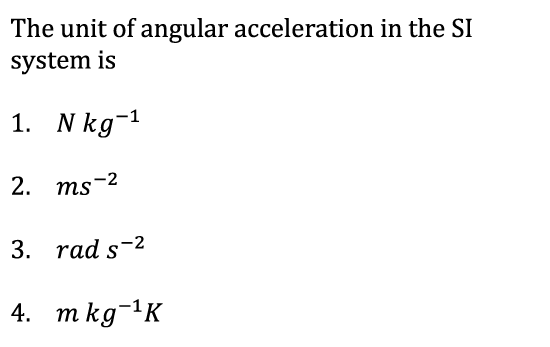 The unit of angular acceleration in the SI
system is
1. N kg⁻¹
2. ms⁻²
3. rad s⁻²
4. m kg⁻¹K